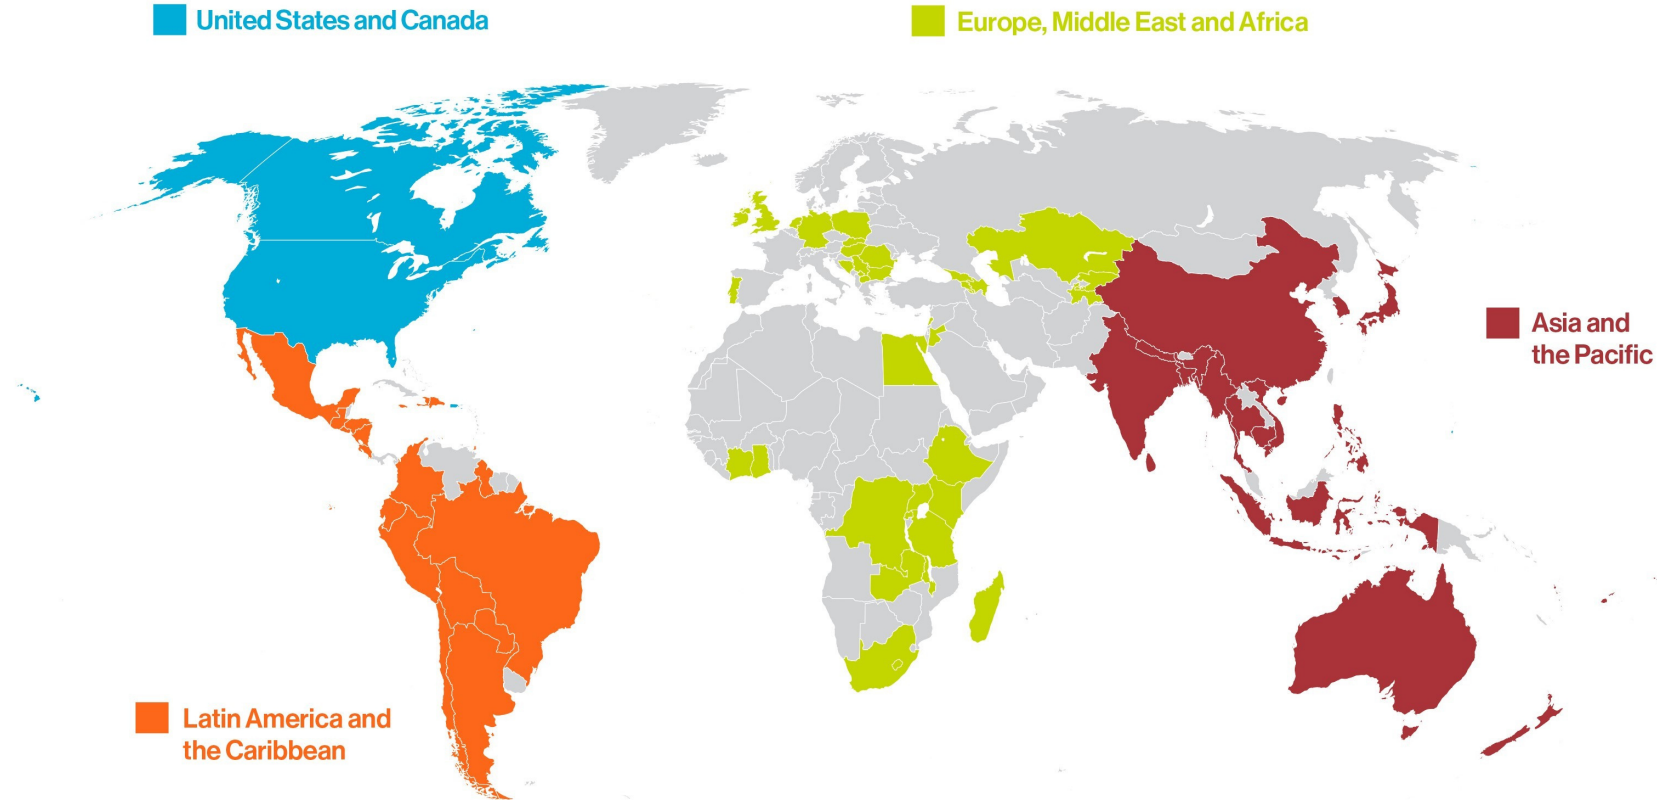 United States and Canada
Europe, Middle East and Africa
Asia and
the Pacific
Latin America and
the Caribbean